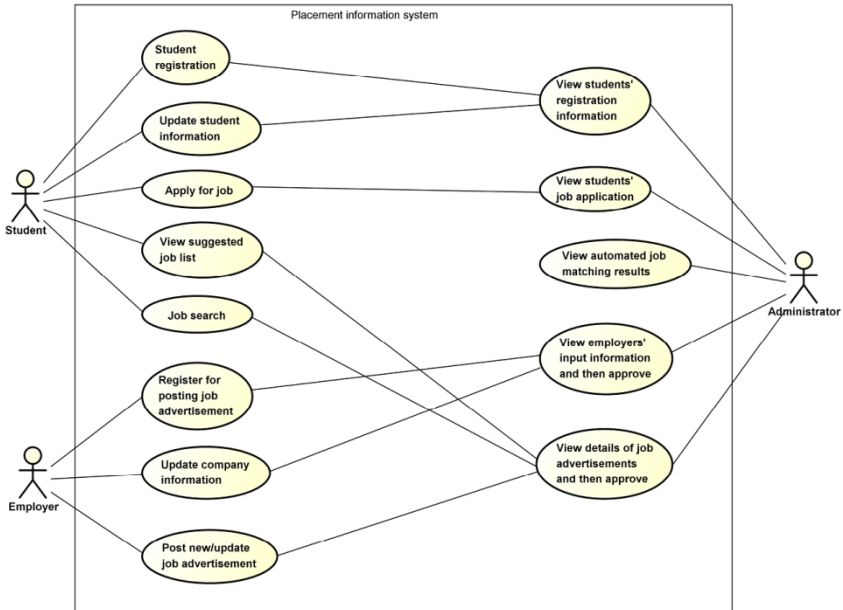 Placement information system
Student
registration
Update student
information
Apply for job
View suggested
job list
Job search
Register for
posting job
advertisement
Update company
information
Post new/update
job advertisement
View students'
registration
information
View students'
job application
View automated job
matching results
View employers'
input information
and then approve
View details of job
advertisements
and then approve
Student
Employer
Administrator